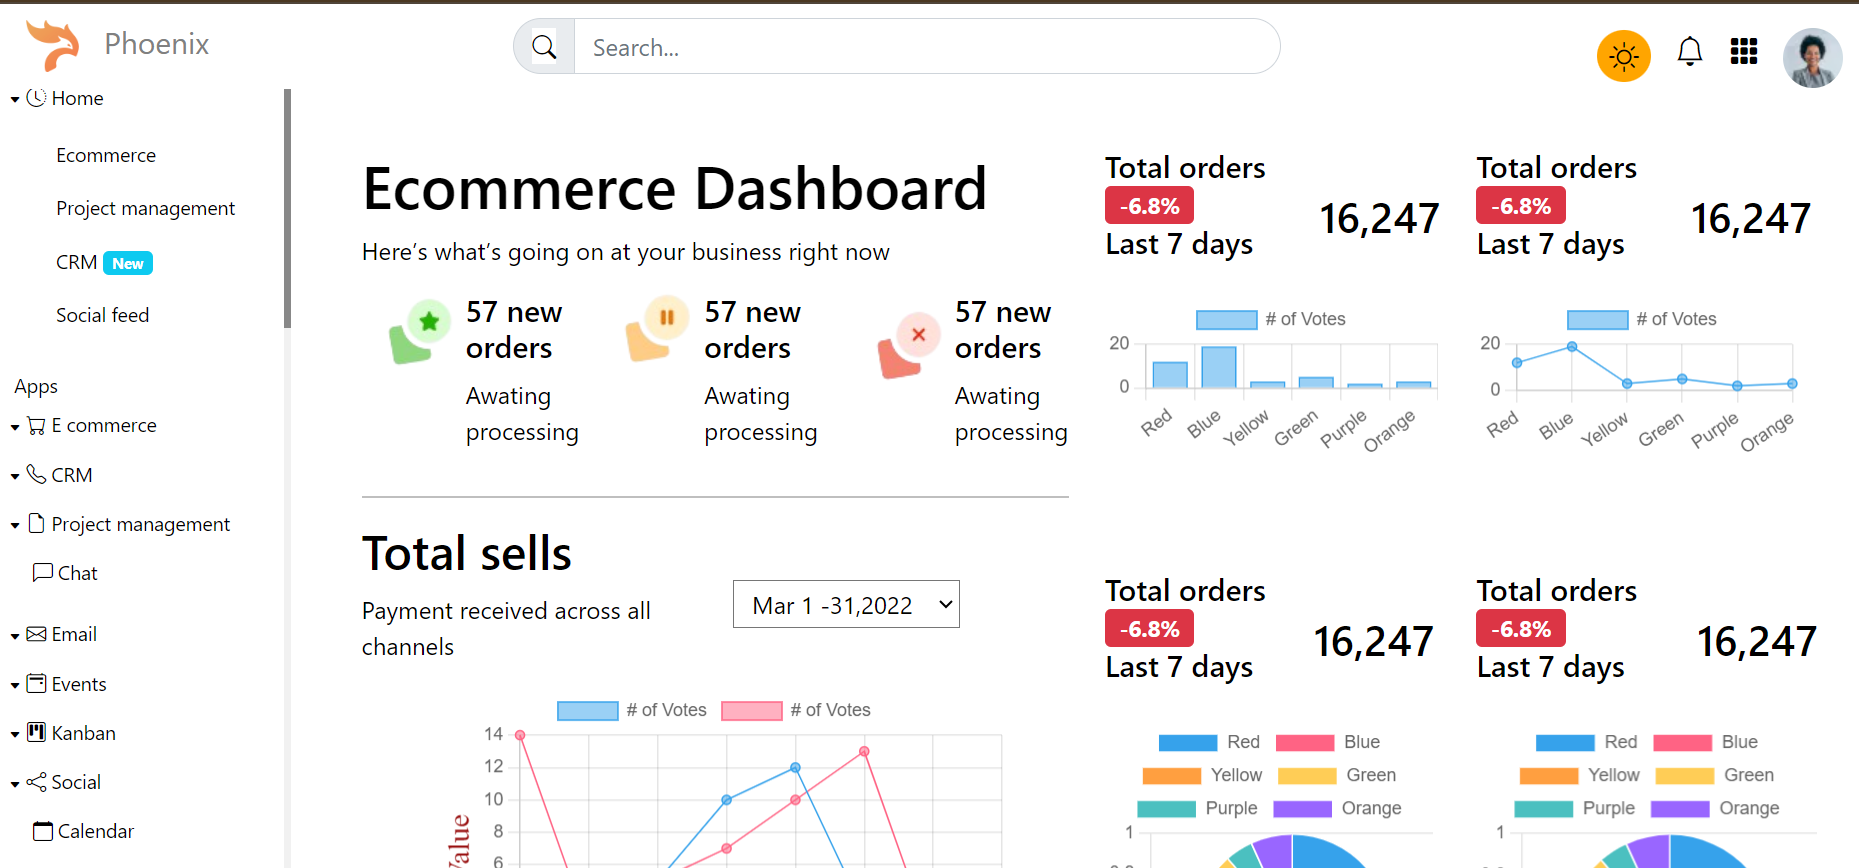 Phoenix
Search...
Home
Ecommerce
Project management
CRM New
Social feed
Apps
E commerce
CRM
Project management
Chat
Email
Events
Kanban
Social
Calendar
Ecommerce Dashboard
Here’s what’s going on at your business right now
57 new
orders
Awating
processing
57 new
orders
Awating
processing
57 new
orders
Awating
processing
Total sells
Payment received across all
channels
Mar 1 -31,2022
# of Votes # of Votes
14
12
10
8
6
Value
Total orders
-6.8%
Last 7 days
16,247
# of Votes
20
0
Red Blue Yellow Green Purple Orange
Total orders
-6.8%
Last 7 days
16,247
# of Votes
20
0
Red Blue Yellow Green Purple Orange
Total orders
-6.8%
Last 7 days
16,247
Red Blue
Yellow Green
Purple Orange
1
Total orders
-6.8%
Last 7 days
16,247
Red Blue
Yellow Green
Purple Orange
1